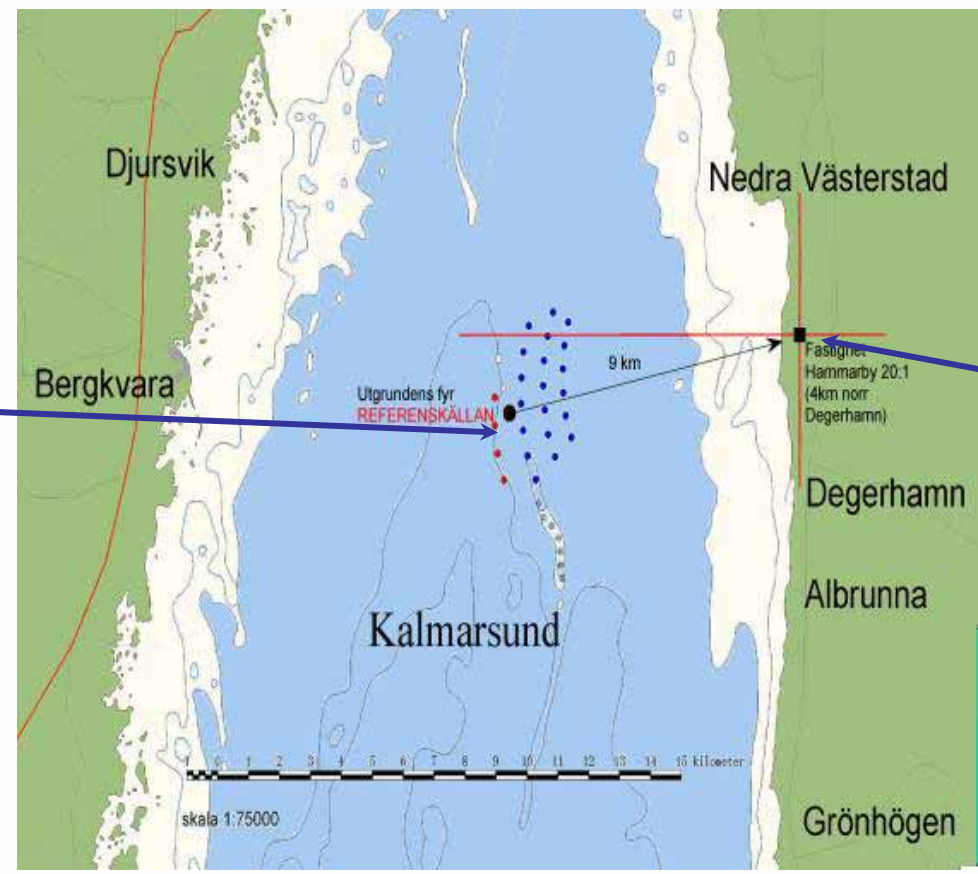 Djursvik
Nedra Västerstad
Bergkvara
Utgrundens fyr
REFERENSKÄLLAN
9 km
Fastighet
Hammarby 20:1
(4km norr
Degerhamn)
Degerhamn
Albrunna
Kalmarsund
1 0 1 2 3 4 5 6 7 8 9 10 11 12 13 14 15 kilometer
skala 1:75000
Grönhögen